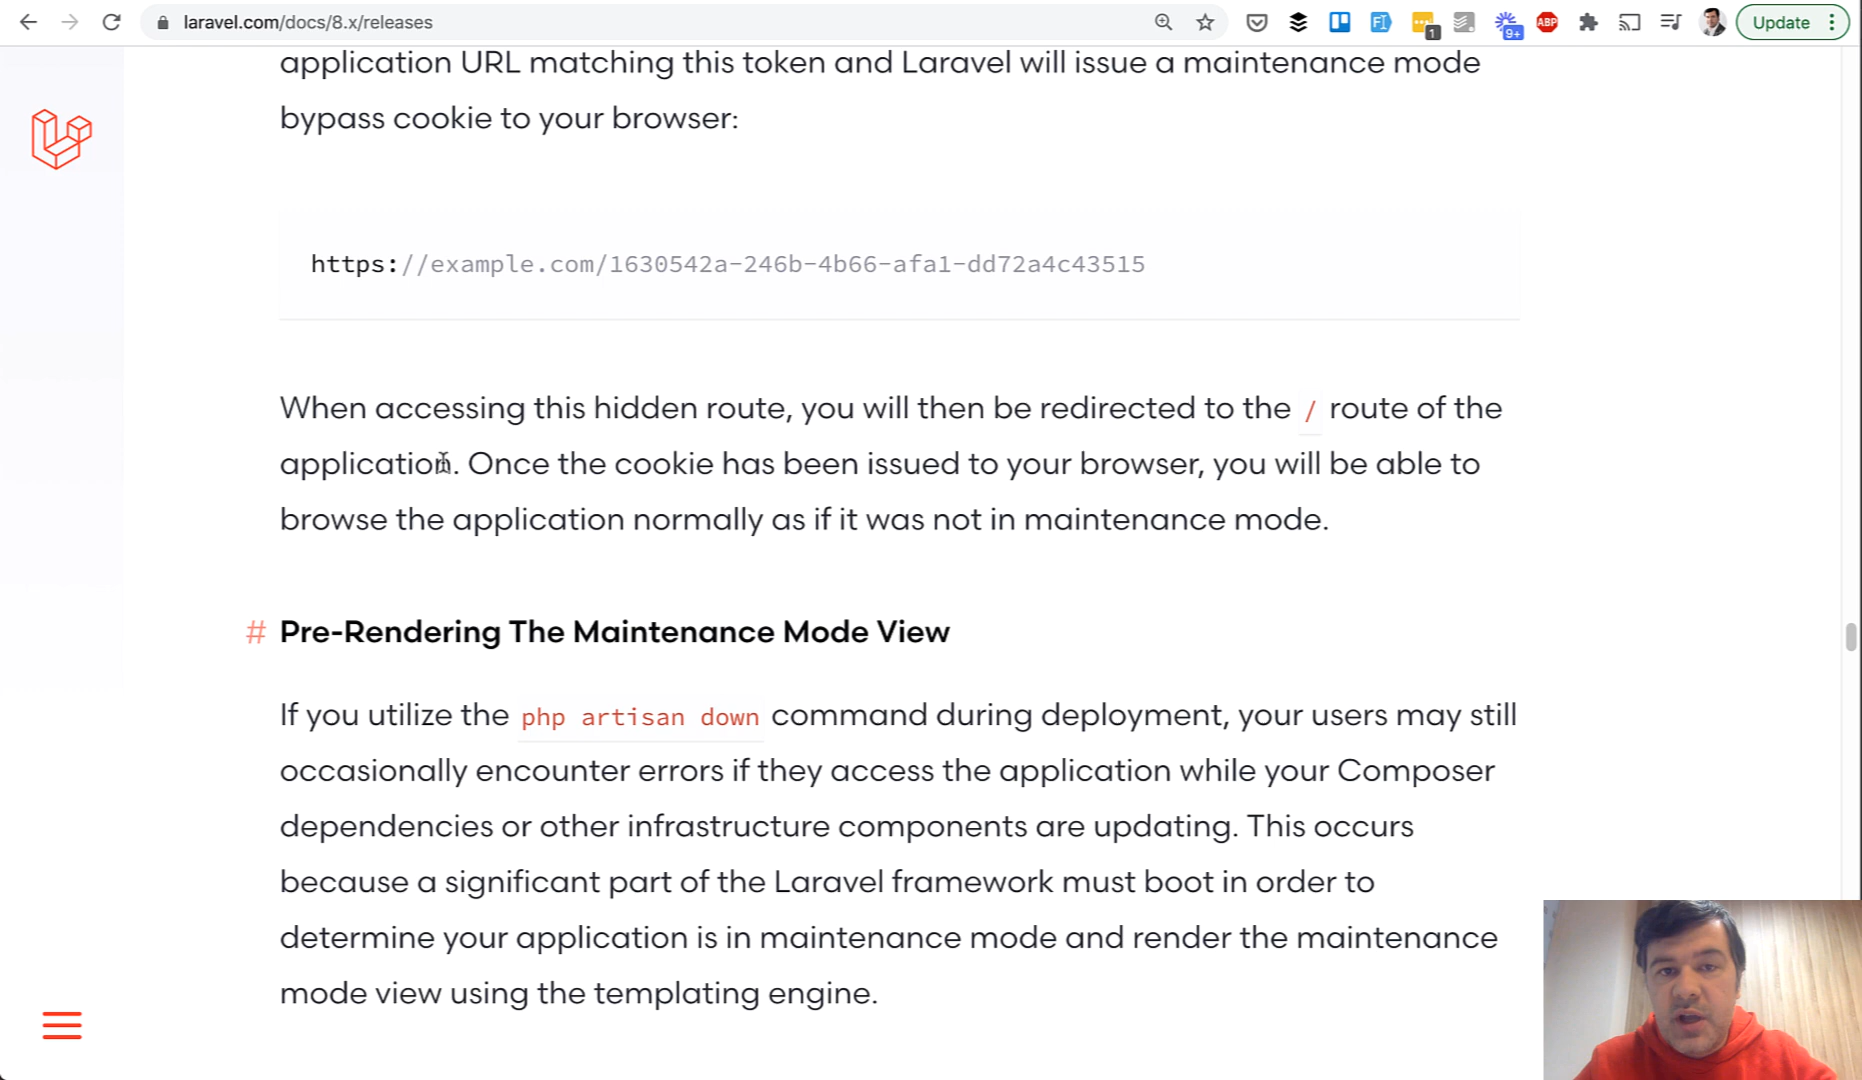 laravel.com/docs/8.x/releases
1
9+
ABP
Update
application URL matching this token and Laravel will issue a maintenance mode
bypass cookie to your browser:
https://example.com/1630542a-246b-4b66-afa1-dd72a4c43515
When accessing this hidden route, you will then be redirected to the / route of the
application. Once the cookie has been issued to your browser, you will be able to
browse the application normally as if it was not in maintenance mode.
# Pre-Rendering The Maintenance Mode View
If you utilize the php artisan down command during deployment, your users may still
occasionally encounter errors if they access the application while your Composer
dependencies or other infrastructure components are updating. This occurs
because a significant part of the Laravel framework must boot in order to
determine your application is in maintenance mode and render the maintenance
mode view using the templating engine.